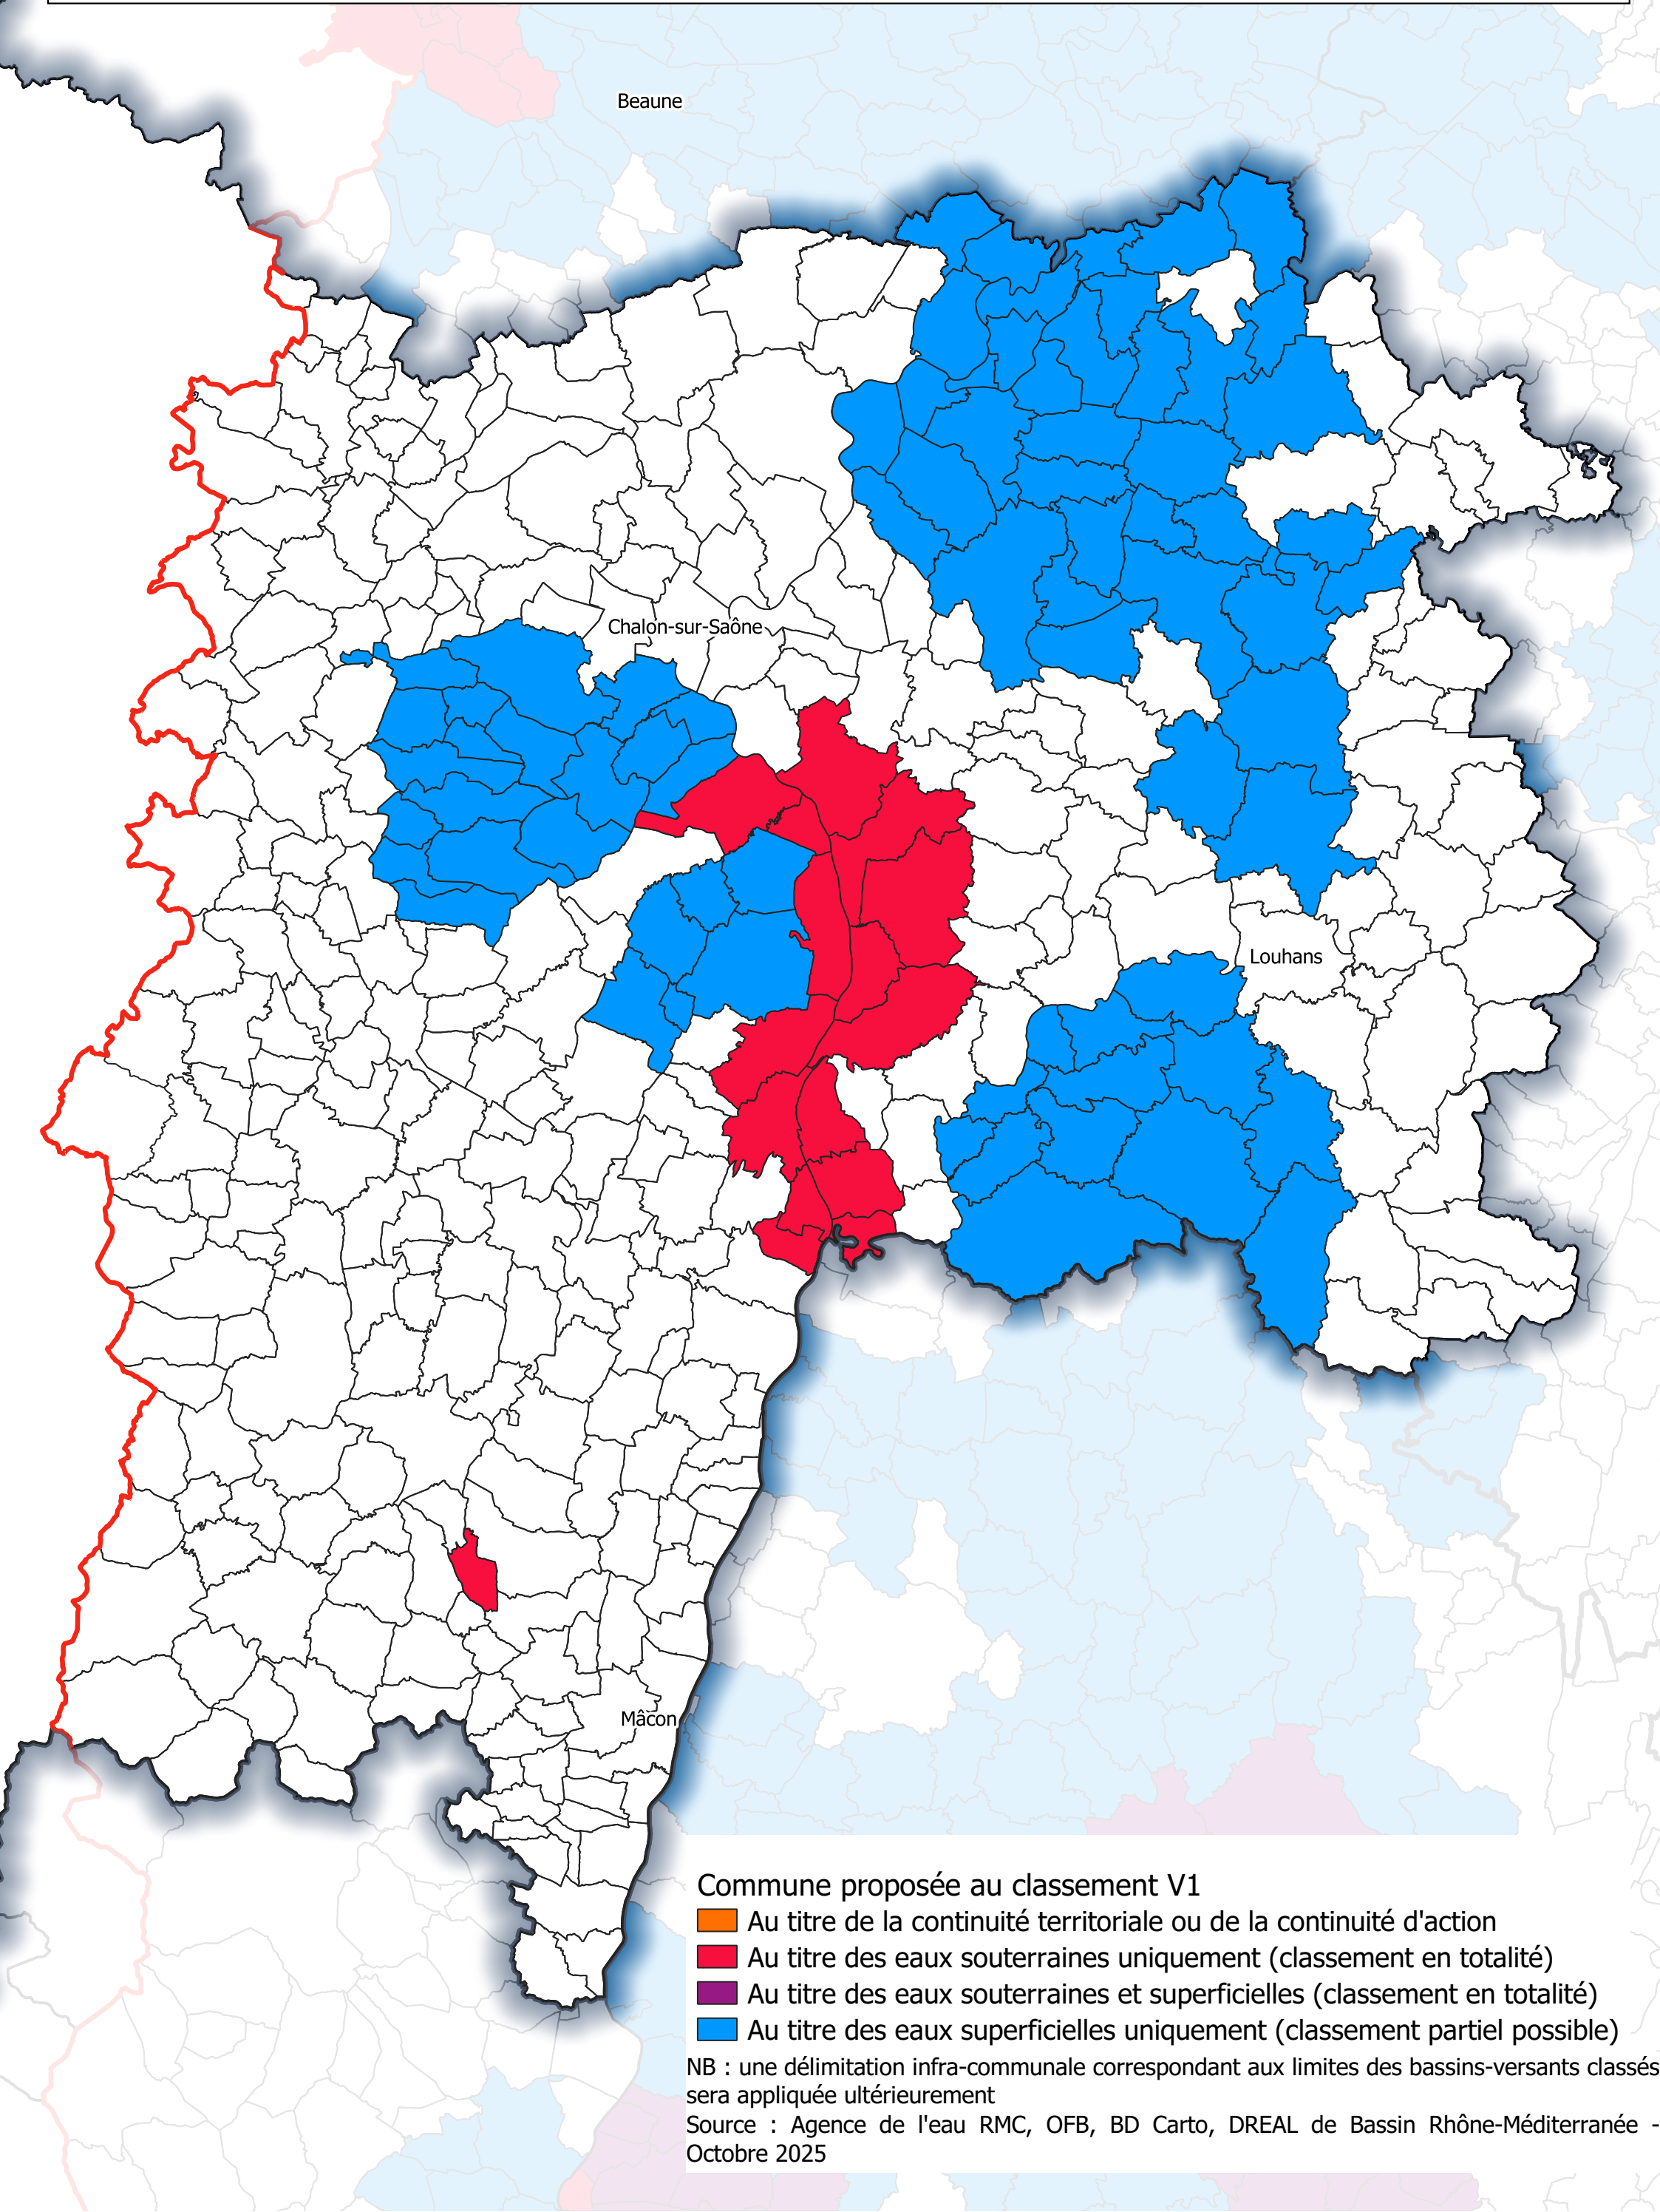 Beaune
Chalon-sur-Saône
Louhans
Mâcon
Commune proposée au classement V1
Au titre de la continuité territoriale ou de la continuité d'action
Au titre des eaux souterraines uniquement (classement en totalité)
Au titre des eaux souterraines et superficielles (classement en totalité)
Au titre des eaux superficielles uniquement (classement partiel possible)
NB : une délimitation infra-communale correspondant aux limites des bassins-versants classés
sera appliquée ultérieurement
Source : Agence de l'eau RMC, OFB, BD Carto, DREAL de Bassin Rhône-Méditerranée -
Octobre 2025